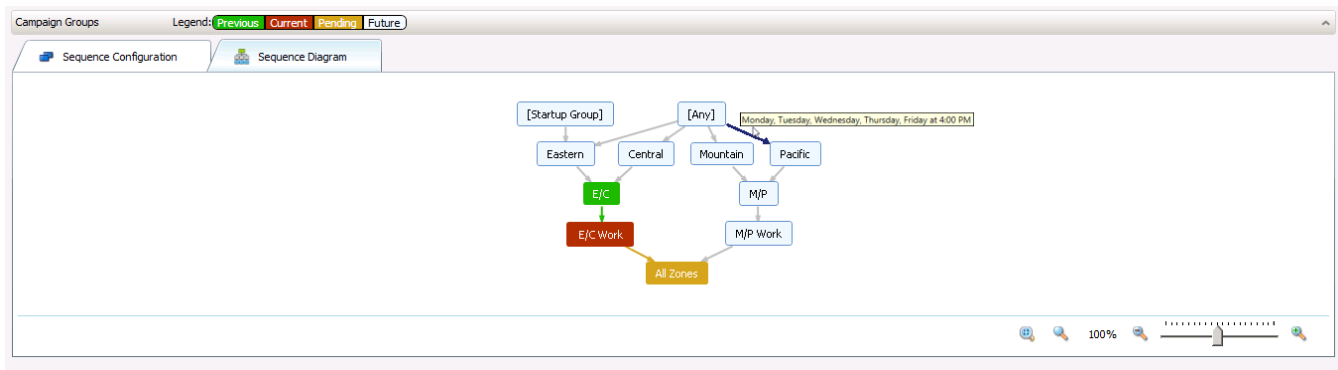 Campaign Groups Legend: Previous Current Pending Future
Sequence Configuration Sequence Diagram
[Startup Group] [Any] Monday, Tuesday, Wednesday, Thursday, Friday at 4:00 PM
Eastern Central Mountain Pacific
E/C M/P
E/C Work M/P Work
All Zones
100%